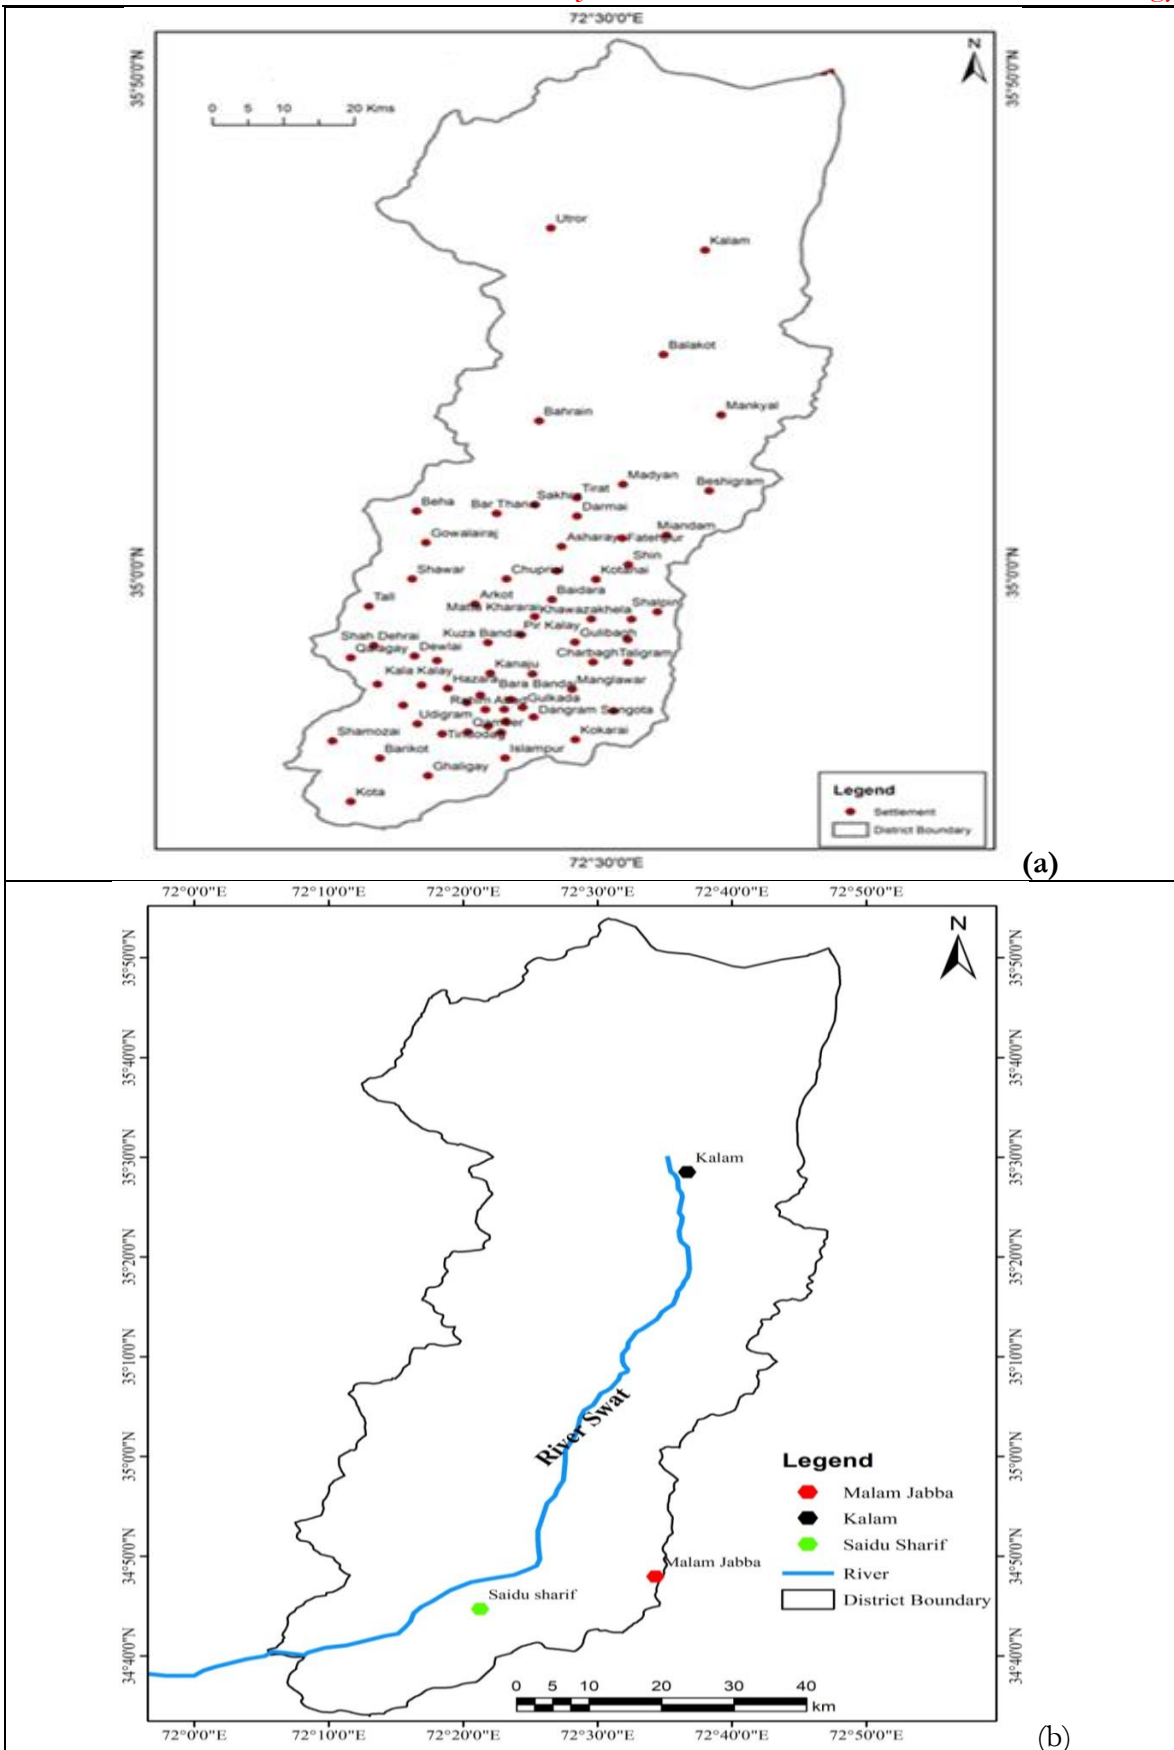 72°30'0"E
N
35°50'0"N
35°50'0"N
0 5 10 20 Kms
Utror
Kalam
Balakot
Mankyal
Bahrain
Madyan
Beshigram
Tirat
Beha
Bar Thana
Darmai
Miandam
Gowalairaj
Asharay
Fatehpur
Shin
35°0'0"N
35°0'0"N
Shawar
Kotanai
Baidara
Arkot
Tall
Shalpin
Khawazakhela
Pir Kalay
Kuza Banda
Gulibagh
Shah Dehrai
Dewlai
Charbagh
Taligram
Kanaju
Kala Kalay
Hazara
Bara Banda
Manglawar
Gulkada
Dangram
Sangota
Udigram
Shamozai
Kokarai
Barikot
Islampur
Ghaligay
Kota
Legend
Settlement
District Boundary
72°30'0"E
(a)
72°0'0"E 72°10'0"E 72°20'0"E 72°30'0"E 72°40'0"E 72°50'0"E
N
35°50'0"N 35°50'0"N
35°40'0"N 35°40'0"N
35°30'0"N 35°30'0"N
Kalam
35°20'0"N 35°20'0"N
35°10'0"N 35°10'0"N
River Swat
35°0'0"N 35°0'0"N
Legend
Malam Jabba
Kalam
Saidu Sharif
River
District Boundary
34°50'0"N 34°50'0"N
Malam Jabba
Saidu sharif
34°40'0"N 34°40'0"N
0 5 10 20 30 40
km
72°0'0"E 72°10'0"E 72°20'0"E 72°30'0"E 72°40'0"E 72°50'0"E
(b)